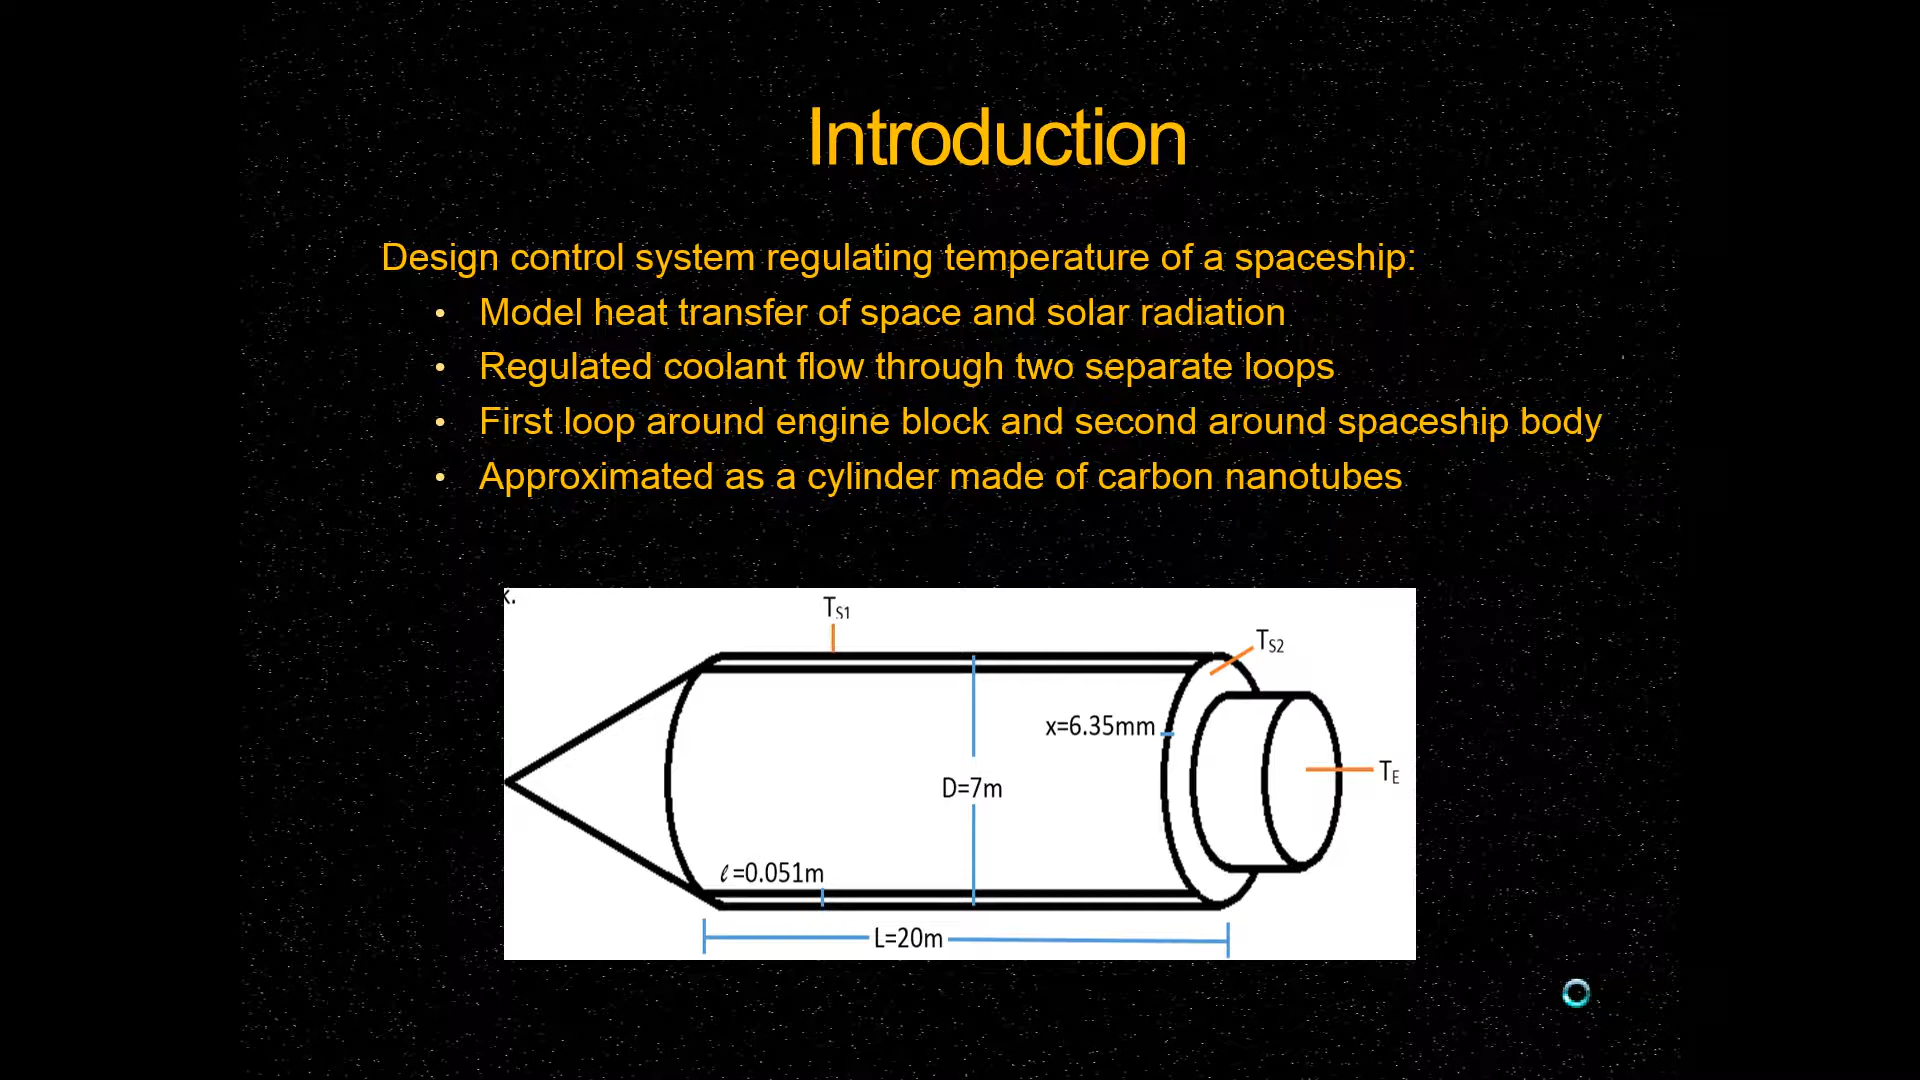 Introduction
Design control system regulating temperature of a spaceship:
• Model heat transfer of space and solar radiation
• Regulated coolant flow through two separate loops
• First loop around engine block and second around spaceship body
• Approximated as a cylinder made of carbon nanotubes
TS1
TS2
x=6.35mm
TE
D=7m
ℓ=0.051m
L=20m